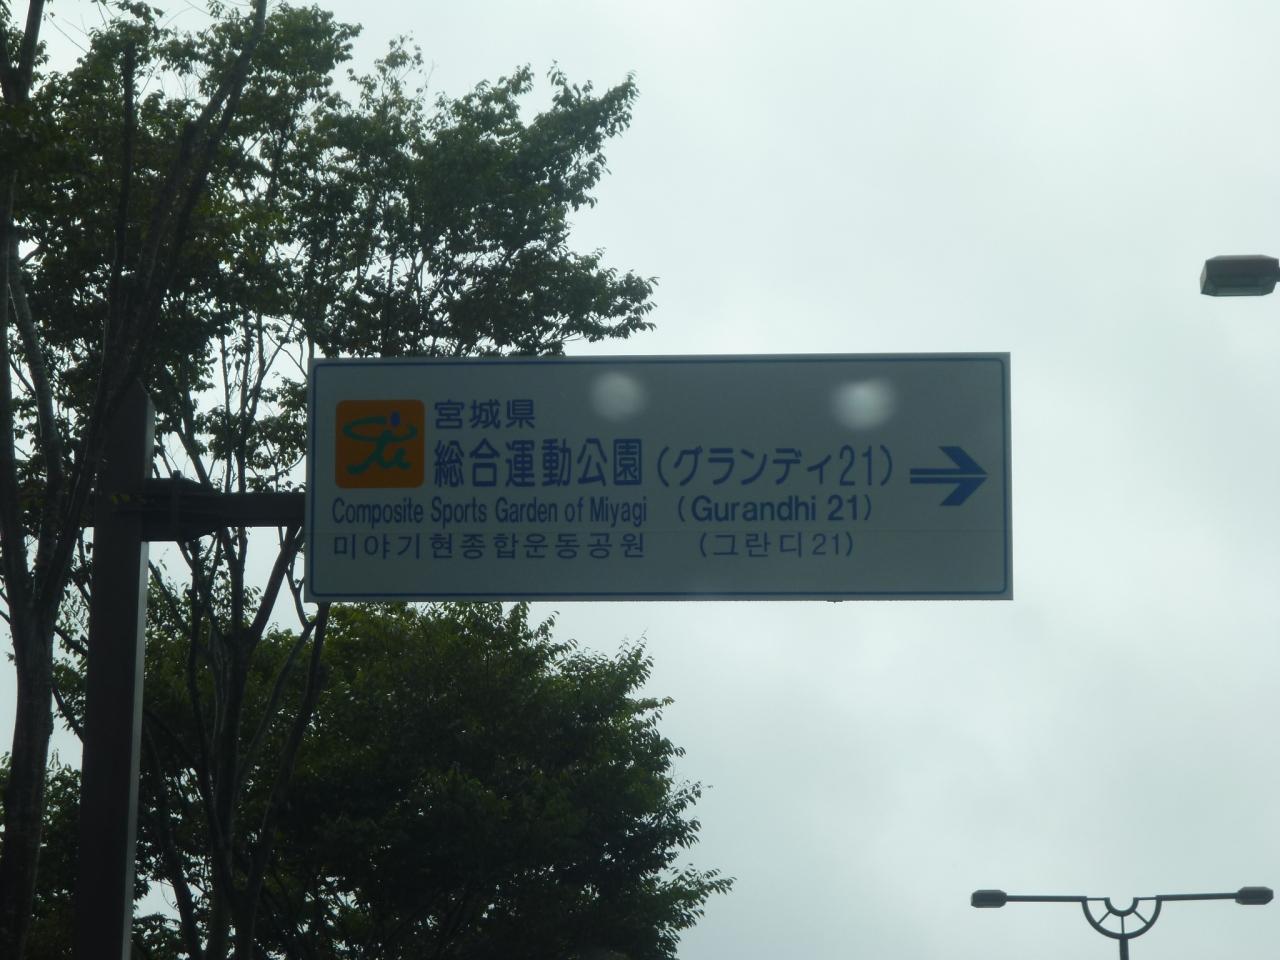 宮城県
総合運動公園(グランディ21)
Composite Sports Garden of Miyagi (Gurandhi 21)
미야기현종합운동공원 (그란디21)